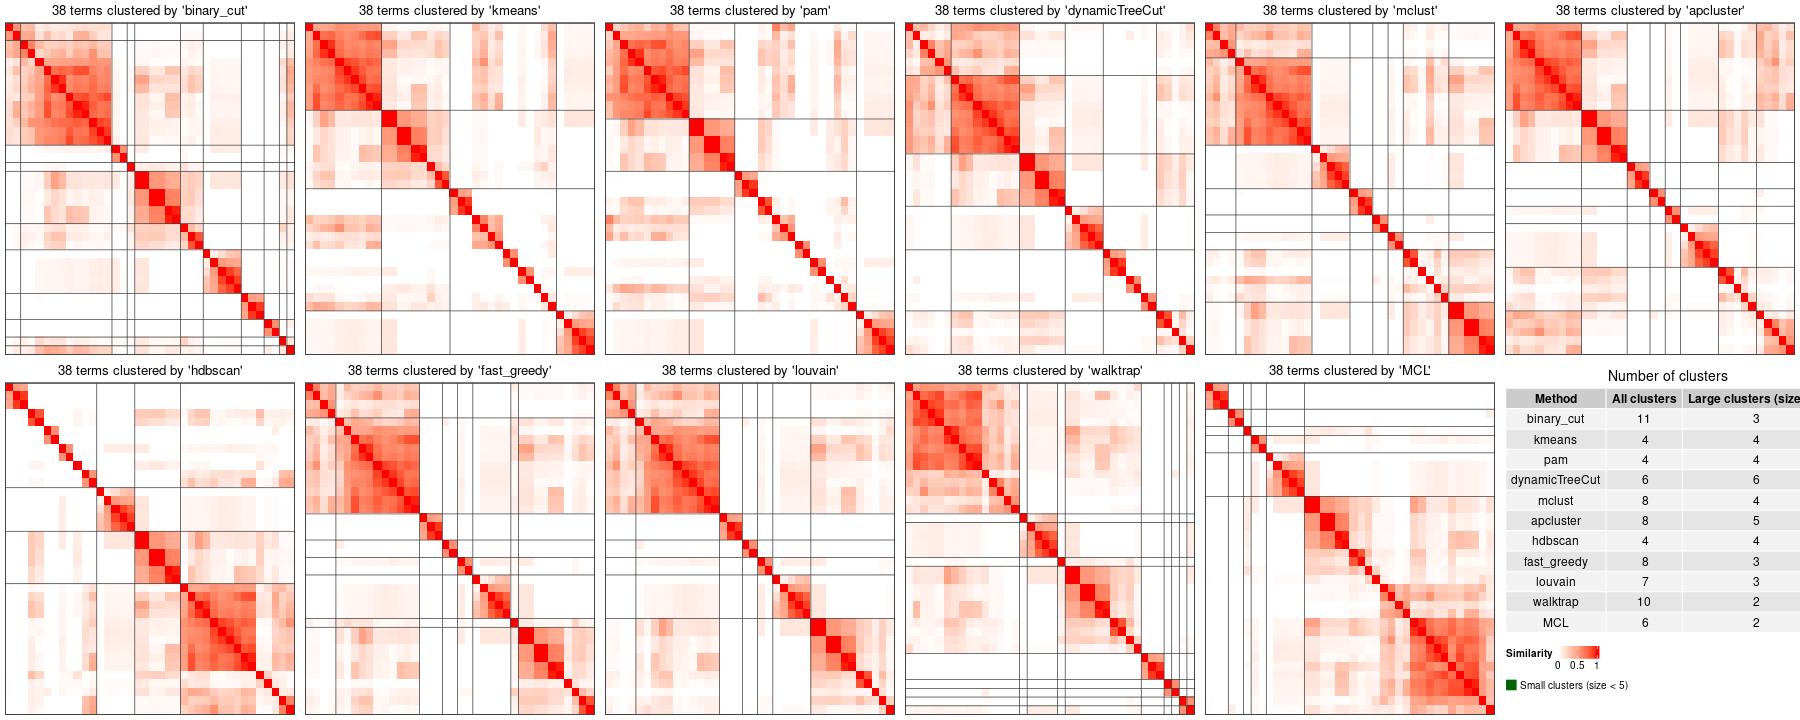 38 terms clustered by 'binary_cut'
38 terms clustered by 'kmeans'
38 terms clustered by 'pam'
38 terms clustered by 'dynamicTreeCut'
38 terms clustered by 'mclust'
38 terms clustered by 'apcluster'
38 terms clustered by 'hdbscan'
38 terms clustered by 'fast_greedy'
38 terms clustered by 'louvain'
38 terms clustered by 'walktrap'
38 terms clustered by 'MCL'
Number of clusters
Method All clusters Large clusters (size
binary_cut 11 3
kmeans 4 4
pam 4 4
dynamicTreeCut 6 6
mclust 8 4
apcluster 8 5
hdbscan 4 4
fast_greedy 8 3
louvain 7 3
walktrap 10 2
MCL 6 2
Similarity
0 0.5 1
Small clusters (size < 5)